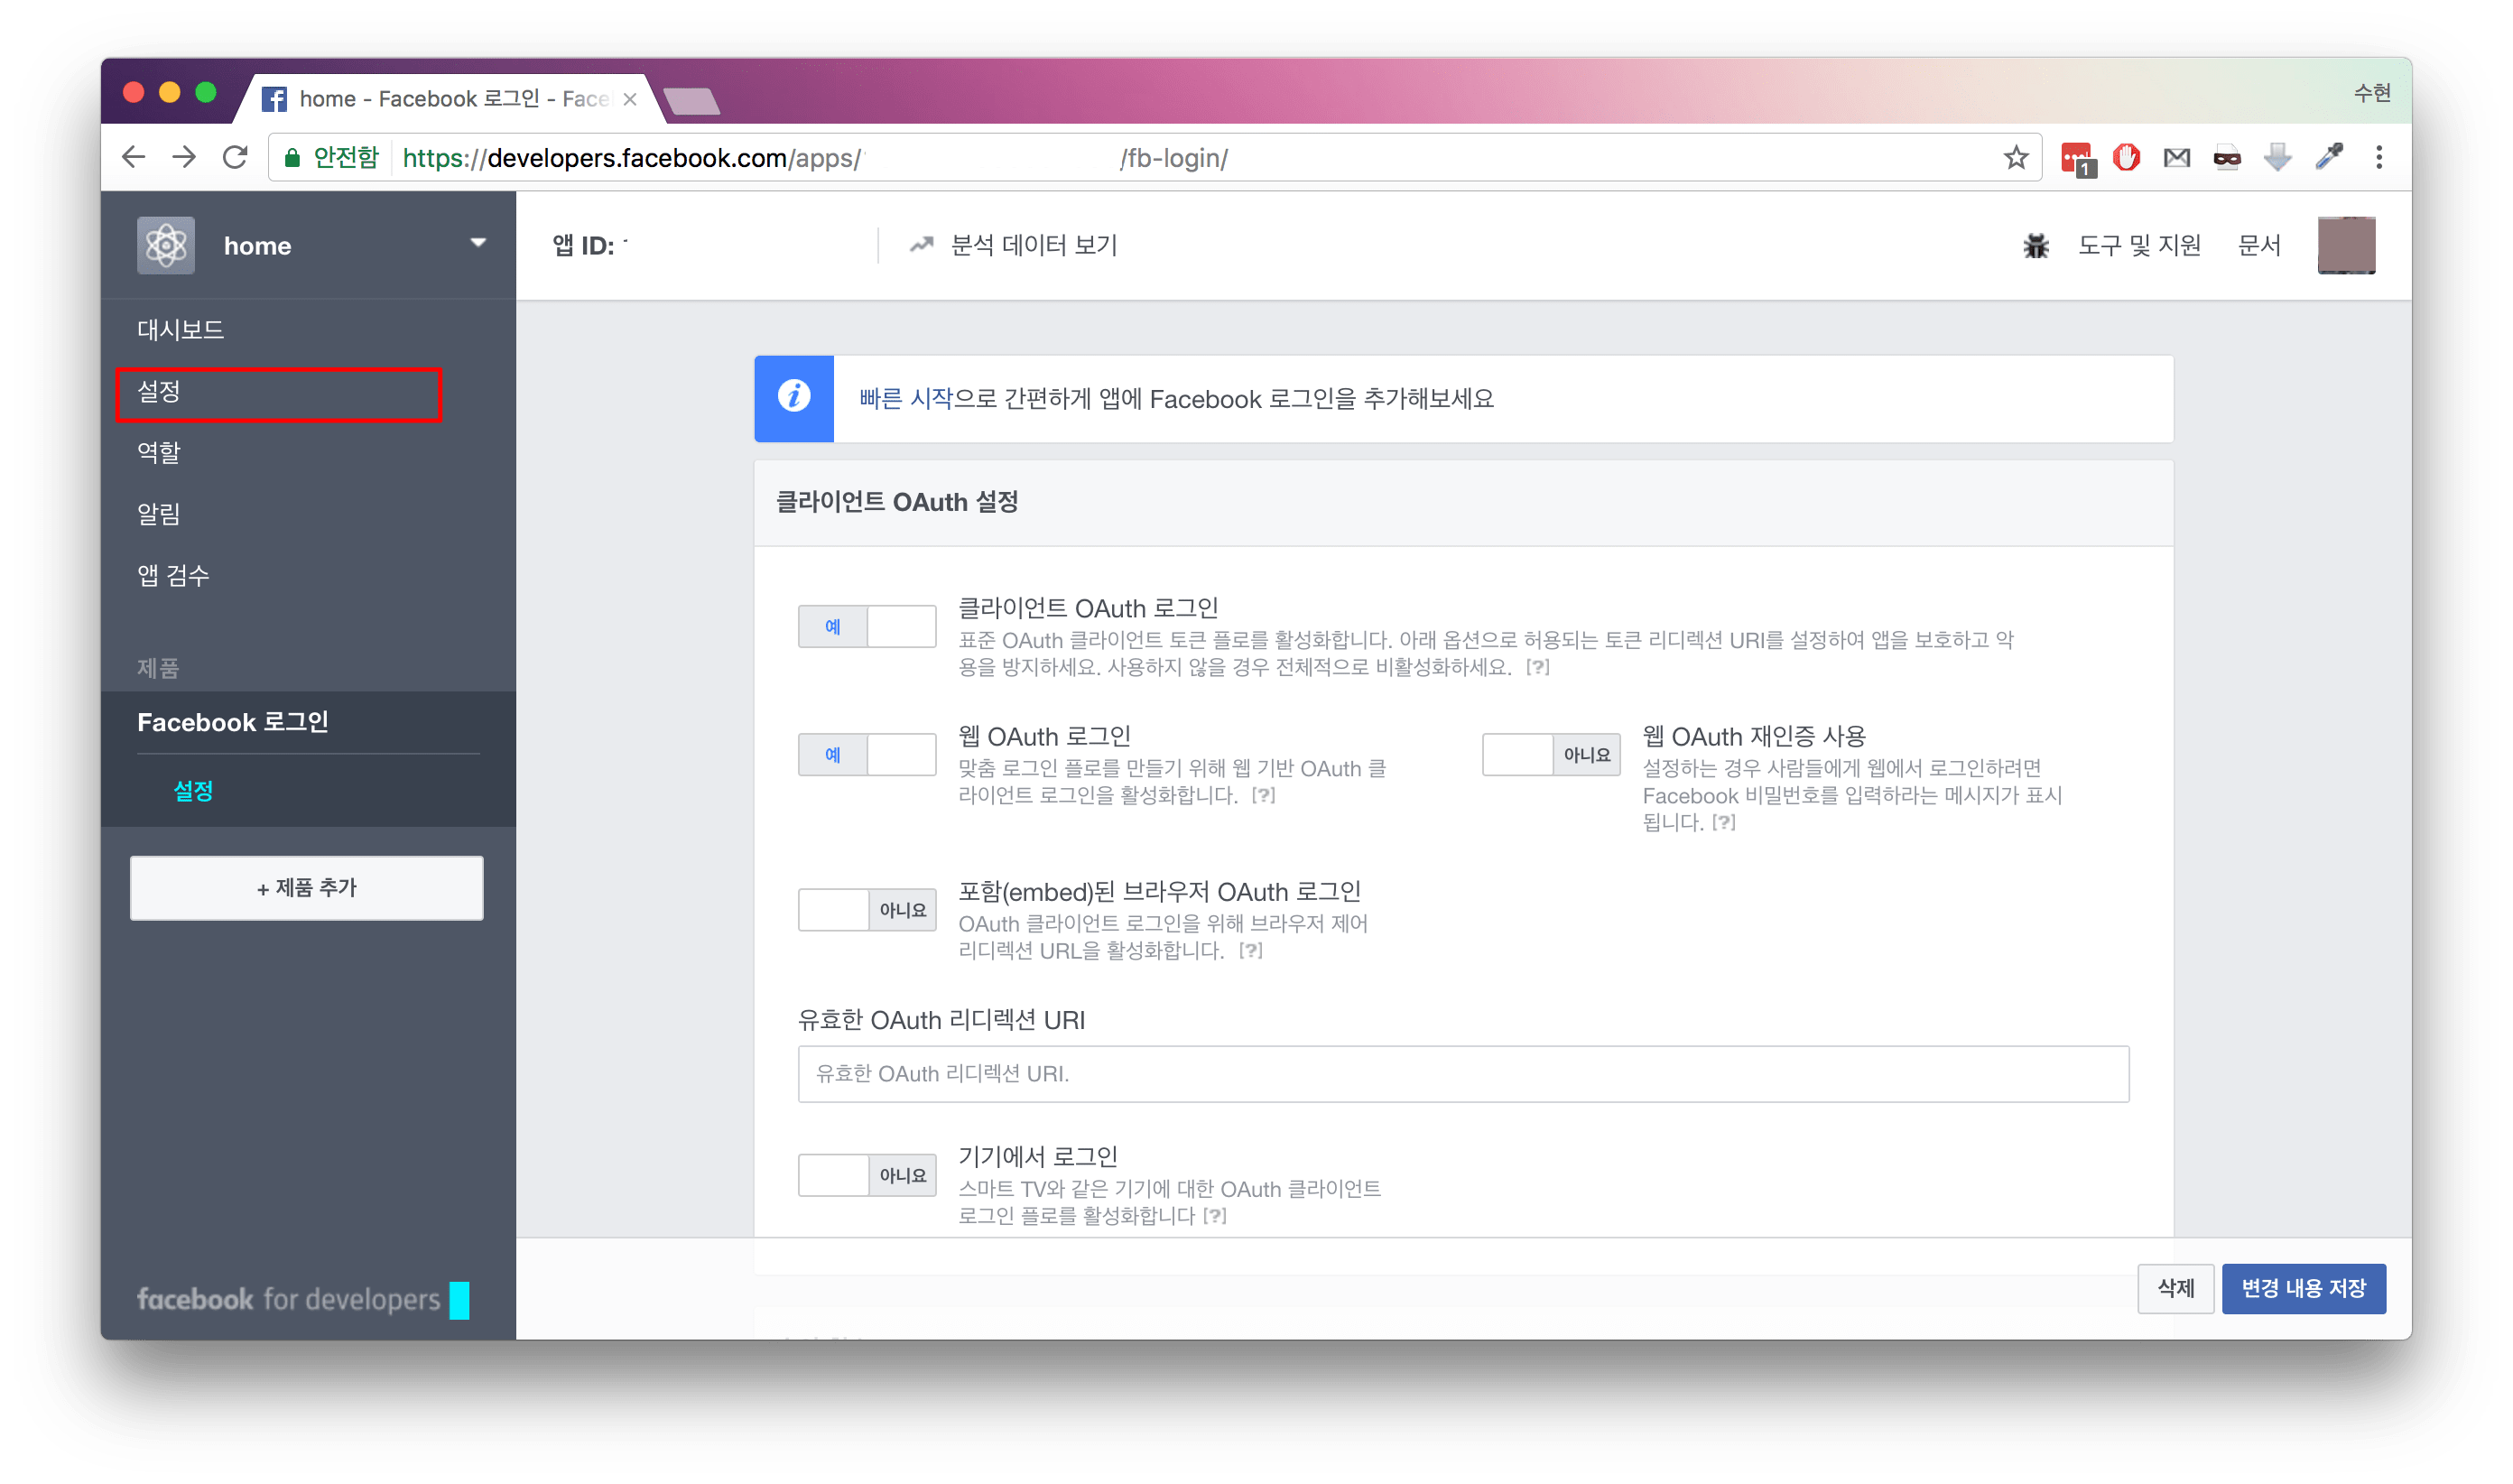 home - Facebook 로그인 - Face
수현
안전함 https://developers.facebook.com/apps/ /fb-login/
1
home
앱 ID:
분석 데이터 보기
도구 및 지원
문서
대시보드
설정
역할
알림
앱 검수
제품
Facebook 로그인
설정
+ 제품 추가
facebook for developers
빠른 시작으로 간편하게 앱에 Facebook 로그인을 추가해보세요
클라이언트 OAuth 설정
예
클라이언트 OAuth 로그인
표준 OAuth 클라이언트 토큰 플로를 활성화합니다. 아래 옵션으로 허용되는 토큰 리디렉션 URI를 설정하여 앱을 보호하고 악
용을 방지하세요. 사용하지 않을 경우 전체적으로 비활성화하세요. [?]
예
웹 OAuth 로그인
맞춤 로그인 플로를 만들기 위해 웹 기반 OAuth 클
라이언트 로그인을 활성화합니다. [?]
아니요
웹 OAuth 재인증 사용
설정하는 경우 사람들에게 웹에서 로그인하려면
Facebook 비밀번호를 입력하라는 메시지가 표시
됩니다. [?]
아니요
포함(embed)된 브라우저 OAuth 로그인
OAuth 클라이언트 로그인을 위해 브라우저 제어
리디렉션 URL을 활성화합니다. [?]
유효한 OAuth 리디렉션 URI
유효한 OAuth 리디렉션 URI.
아니요
기기에서 로그인
스마트 TV와 같은 기기에 대한 OAuth 클라이언트
로그인 플로를 활성화합니다 [?]
삭제
변경 내용 저장